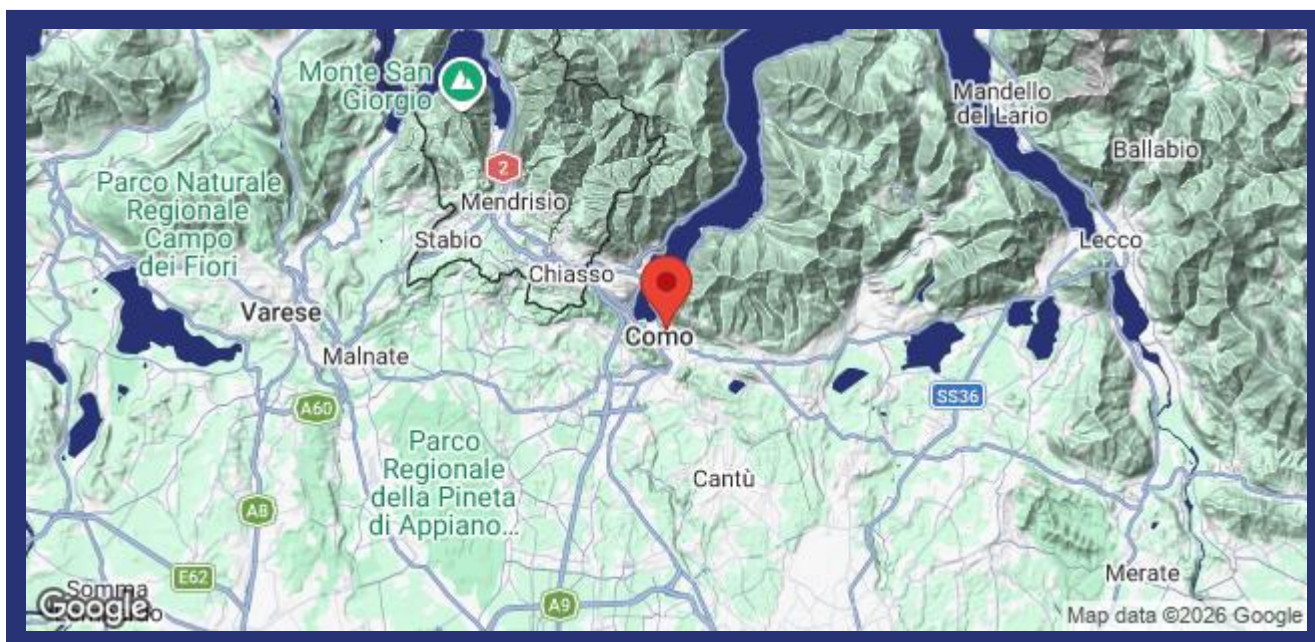 Monte San
Giorgio
Mandello
del Lario
Ballabio
2
Parco Naturale
Regionale
Campo
dei Fiori
Mendrisio
Stabio
Lecco
Chiasso
Varese
Como
Malnate
SS36
A60
Parco
Regionale
della Pineta
di Appiano...
Cantù
A8
E62
Merate
Somma
Google
A9
Map data ©2026 Google